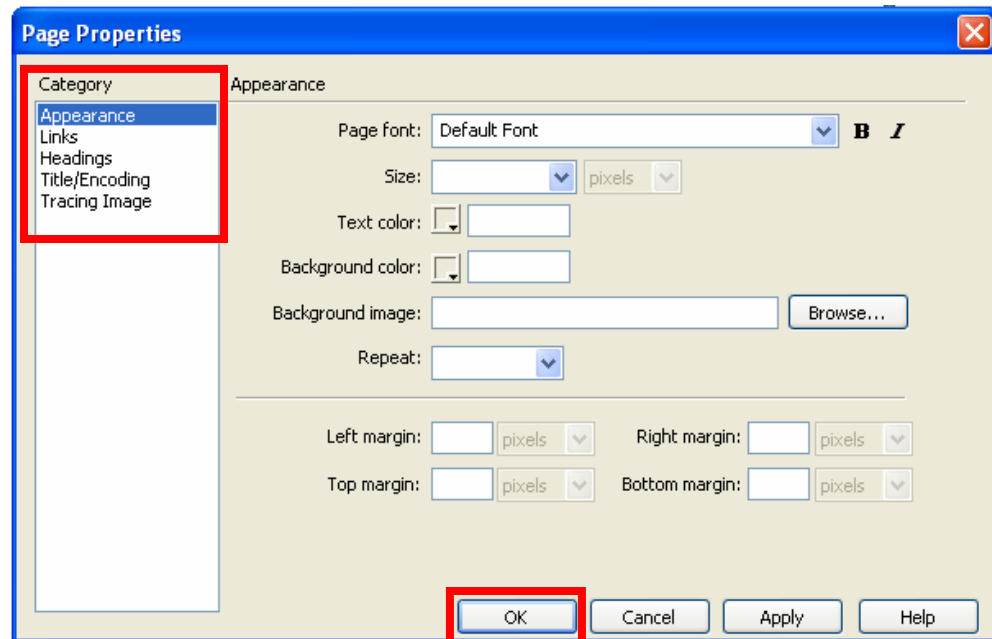 Page Properties
Category
Appearance
Links
Headings
Title/Encoding
Tracing Image
Appearance
Page font: Default Font B I
Size: pixels
Text color:
Background color:
Background image: Browse...
Repeat:
Left margin: pixels Right margin: pixels
Top margin: pixels Bottom margin: pixels
OK Cancel Apply Help